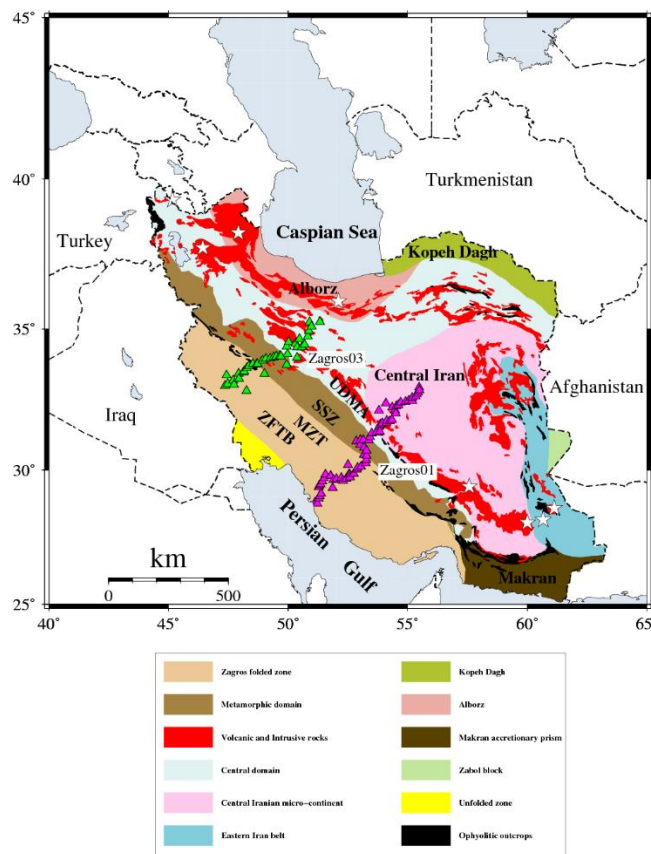 45°
40°
35°
30°
25°
40 45 50 55 60 65
Turkmenistan
Caspian Sea
Turkey
Kopeh Dagh
Alborz
Zagros03
Central Iran
Afghanistan
UDMA
Iraq
SSZ
MZT
ZFTB
Zagros01
Persian
Gulf
km
0 500
Makran
Zagros folded zone
Kopeh Dagh
Metamorphic domain
Alborz
Volcanic and Intrusive rocks
Makran accretionary prism
Central domain
Zabol block
Central Iranian micro−continent
Unfolded zone
Eastern Iran belt
Ophyolitic outcrops